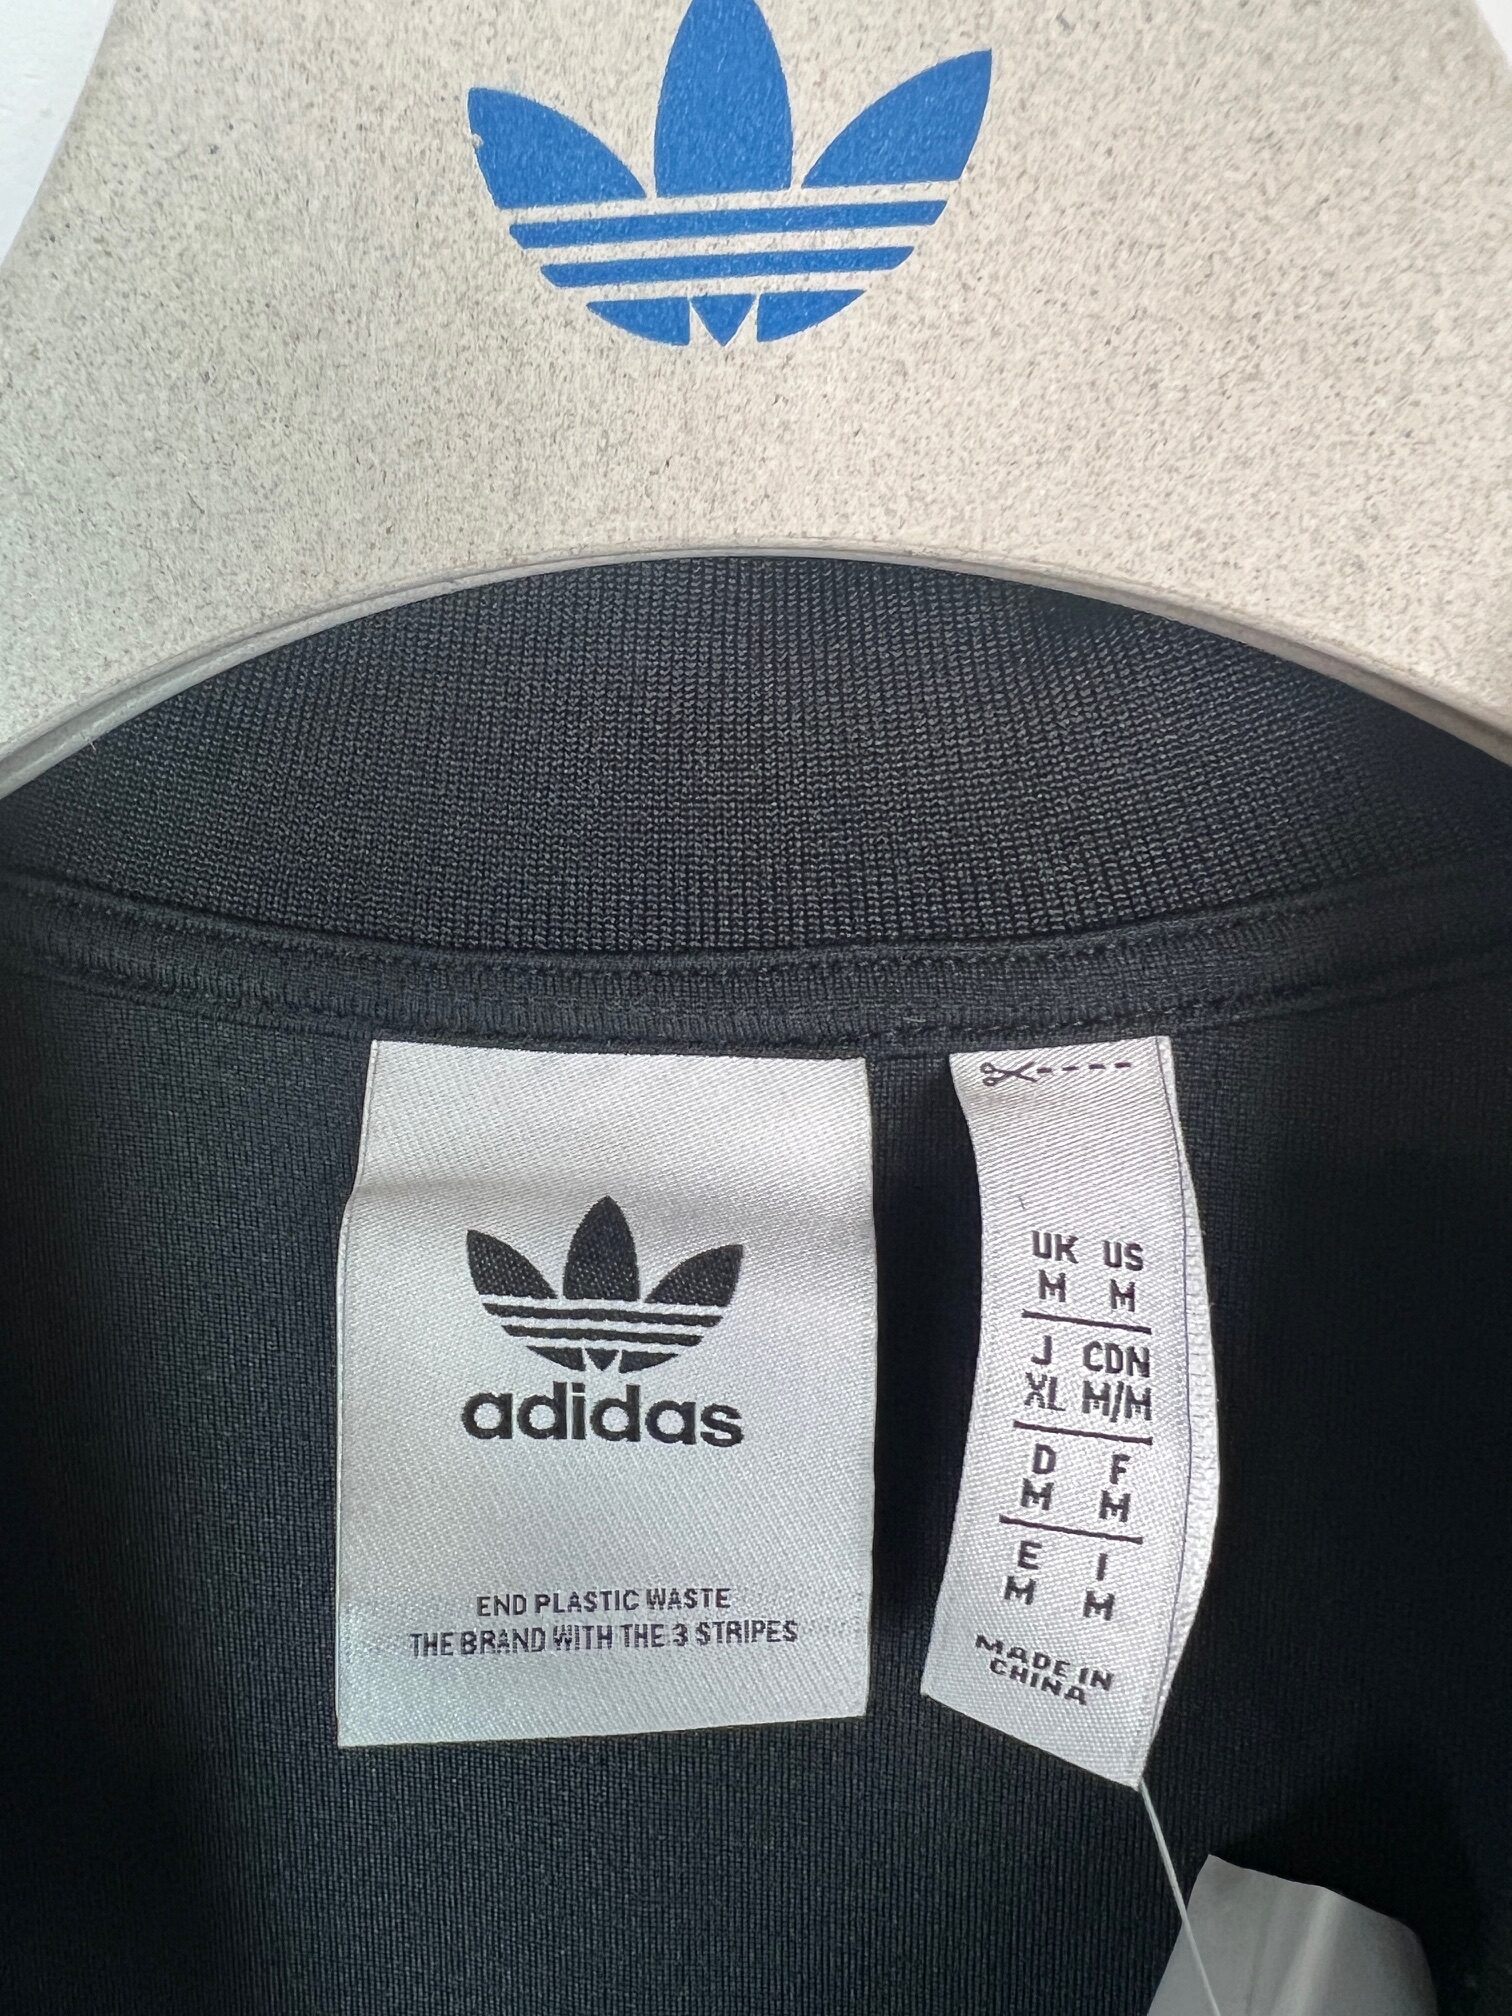 adidas
END PLASTIC WASTE
THE BRAND WITH THE 3 STRIPES
UK US
M M
J CDN
XL M/M
D F
M M
E I
M M
MADE IN
CHINA